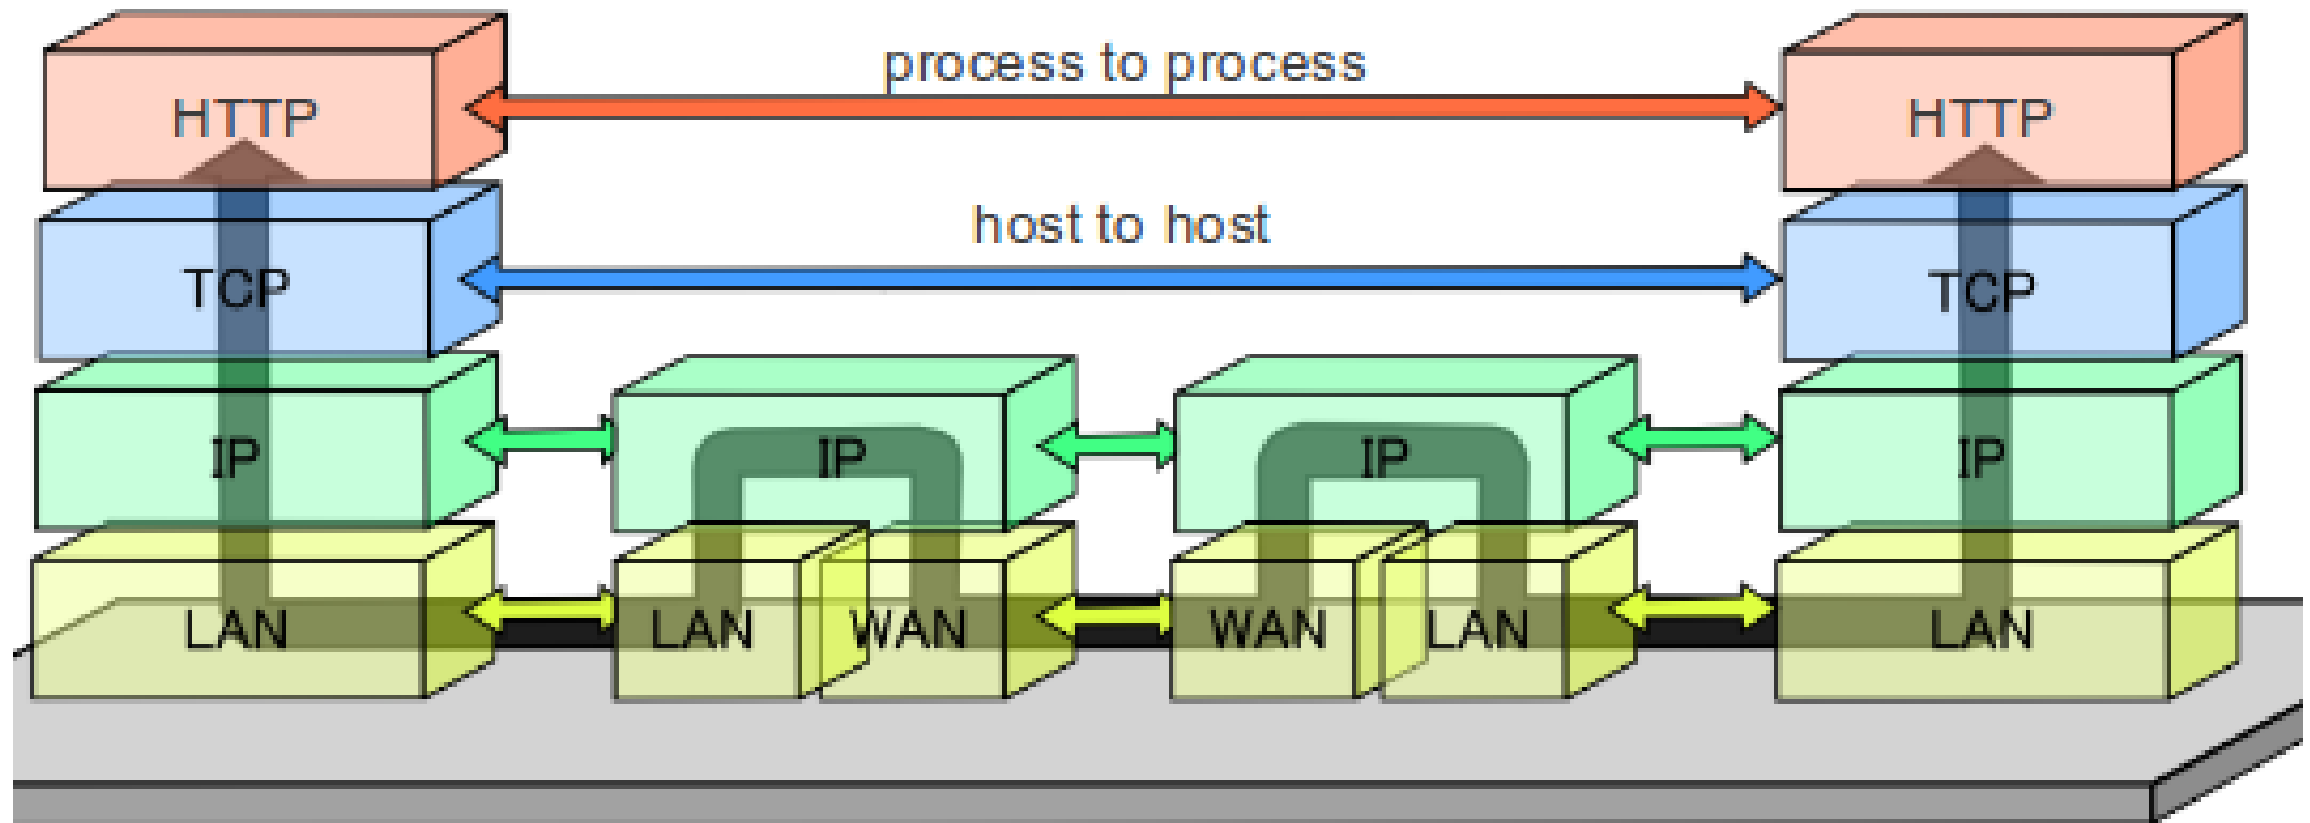 process to process
HTTP
HTTP
host to host
TCP
TCP
IP
IP
IP
IP
LAN
LAN
WAN
WAN
LAN
LAN